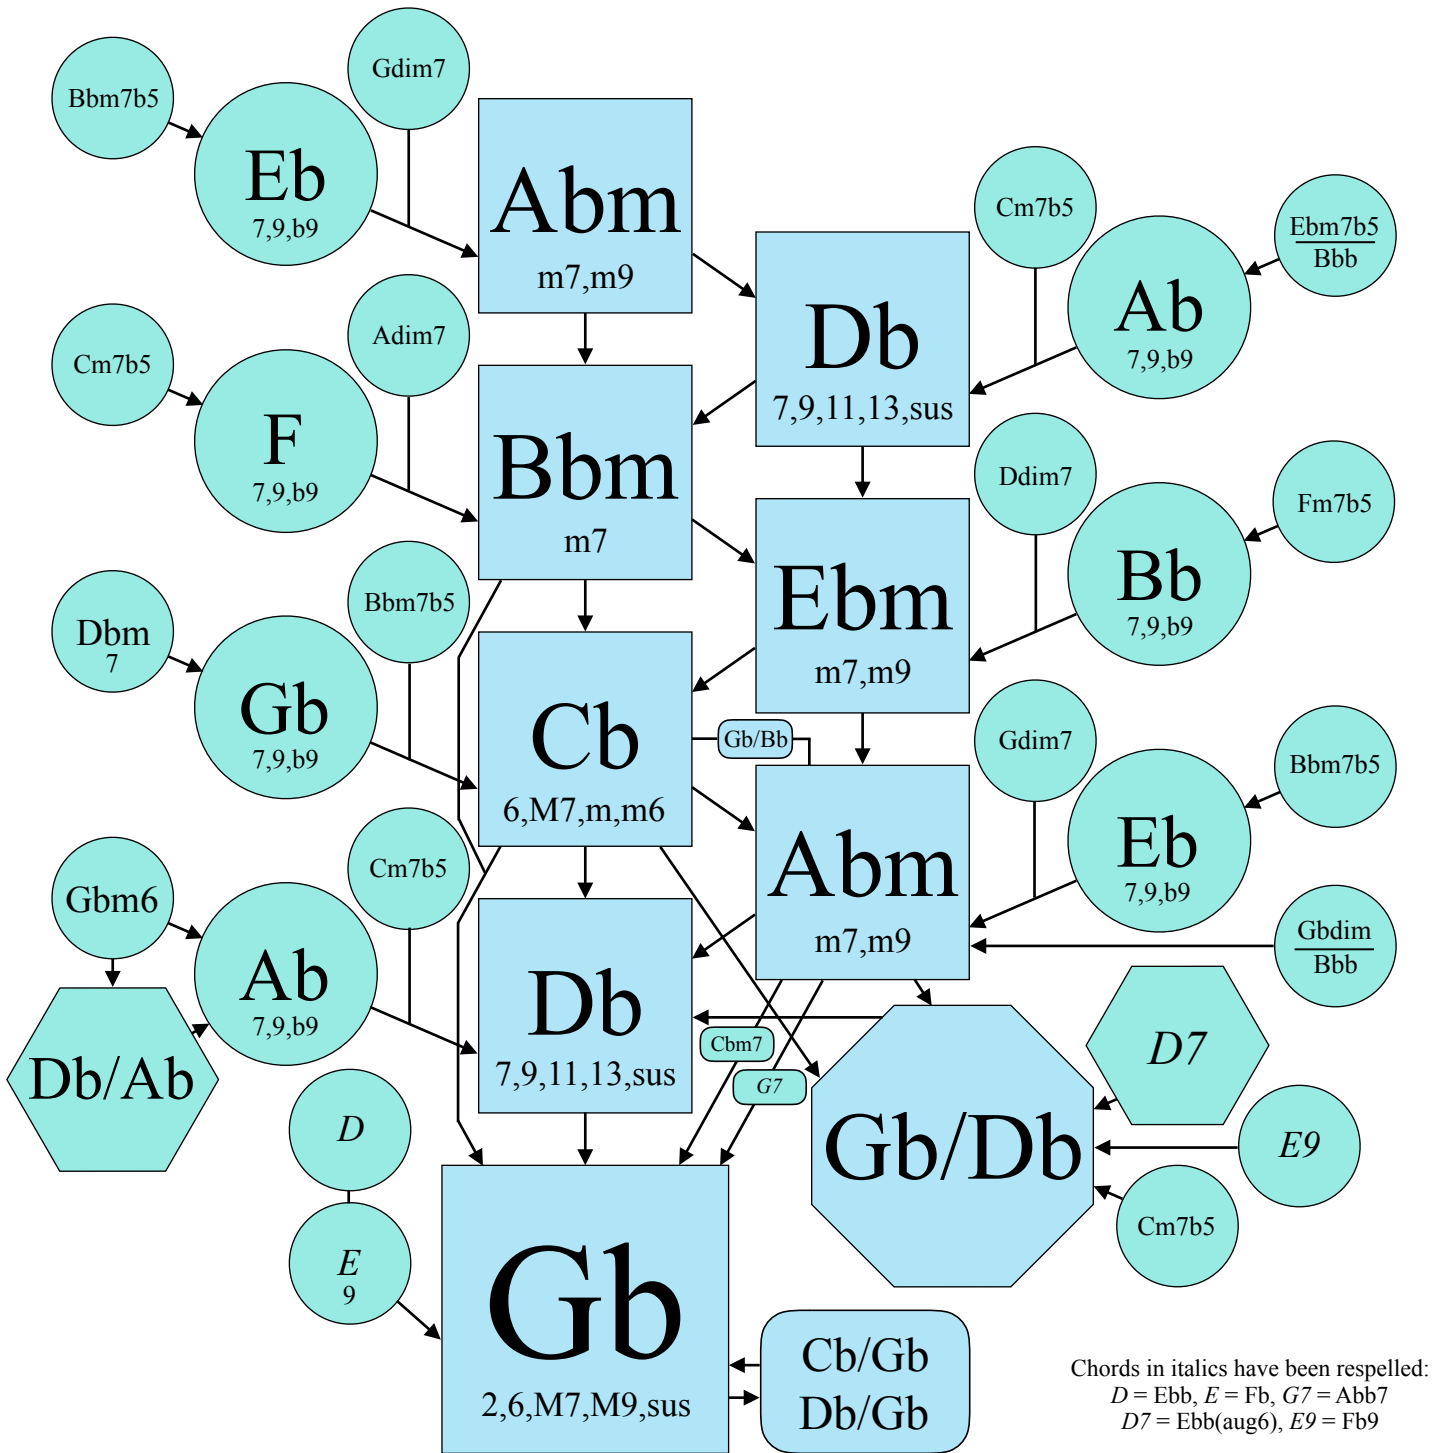 Gdim7
Bbm7b5
Eb
7,9,b9
Abm
m7,m9
Cm7b5
Ebm7b5
Bbb
Ab
7,9,b9
Db
7,9,11,13,sus
Adim7
Cm7b5
F
7,9,b9
Bbm
m7
Ddim7
Fm7b5
Bb
7,9,b9
Ebm
m7,m9
Bbm7b5
Dbm
7
Gb
7,9,b9
Cb
6,M7,m,m6
Gb/Bb
Gdim7
Bbm7b5
Eb
7,9,b9
Abm
m7,m9
Cm7b5
Gbm6
Ab
7,9,b9
Gbdim
Bbb
Db
7,9,11,13,sus
Db/Ab
Cbm7
G7
D7
D
Gb/Db
E9
Cm7b5
E
9
Gb
2,6,M7,M9,sus
Cb/Gb
Db/Gb
Chords in italics have been respelled:
D = Ebb, E = Fb, G7 = Abb7
D7 = Ebb(aug6), E9 = Fb9